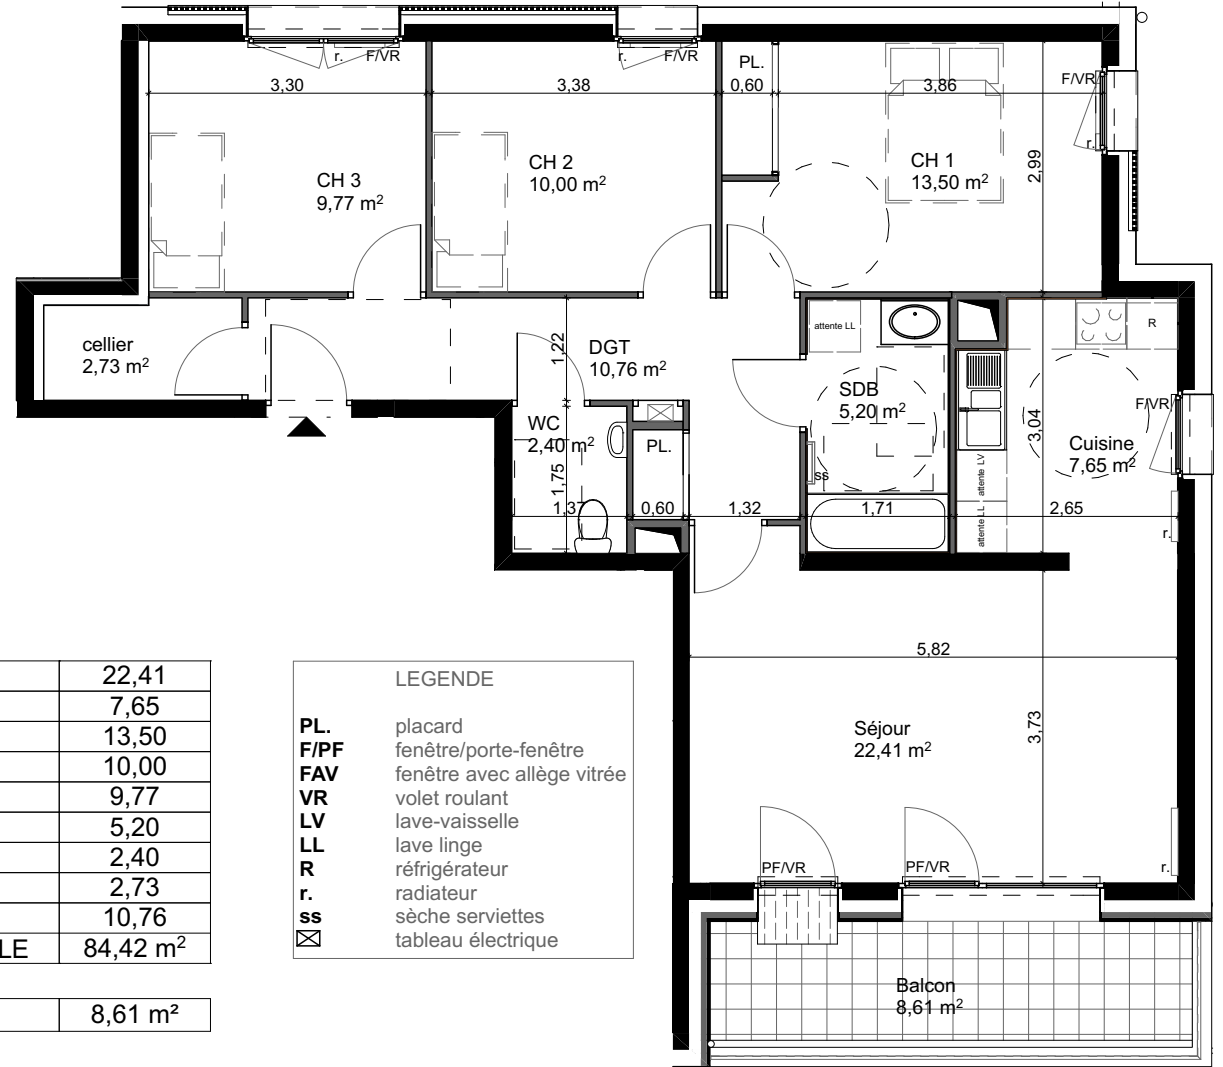 r.
F/VR
r.
F/VR
PL.
F/VR
3,30
3,38
0,60
3,86
r.
CH 3
9,77 m²
CH 2
10,00 m²
CH 1
13,50 m²
2,99
cellier
2,73 m²
1,22
DGT
10,76 m²
attente LL
R
SDB
5,20 m²
F/VR
WC
2,40 m²
PL.
3,04
Cuisine
7,65 m²
1,75
ss
attente LV
attente LL
1,37
0,60
1,32
1,71
2,65
r.
5,82
3,73
Séjour
22,41 m²
PF/VR
PF/VR
r.
Balcon
8,61 m²
22,41
7,65
13,50
10,00
9,77
5,20
2,40
2,73
10,76
LE 84,42 m²
8,61 m²
LEGENDE
PL. placard
F/PF fenêtre/porte-fenêtre
FAV fenêtre avec allège vitrée
VR volet roulant
LV lave-vaisselle
LL lave linge
R réfrigérateur
r. radiateur
ss sèche serviettes
tableau électrique